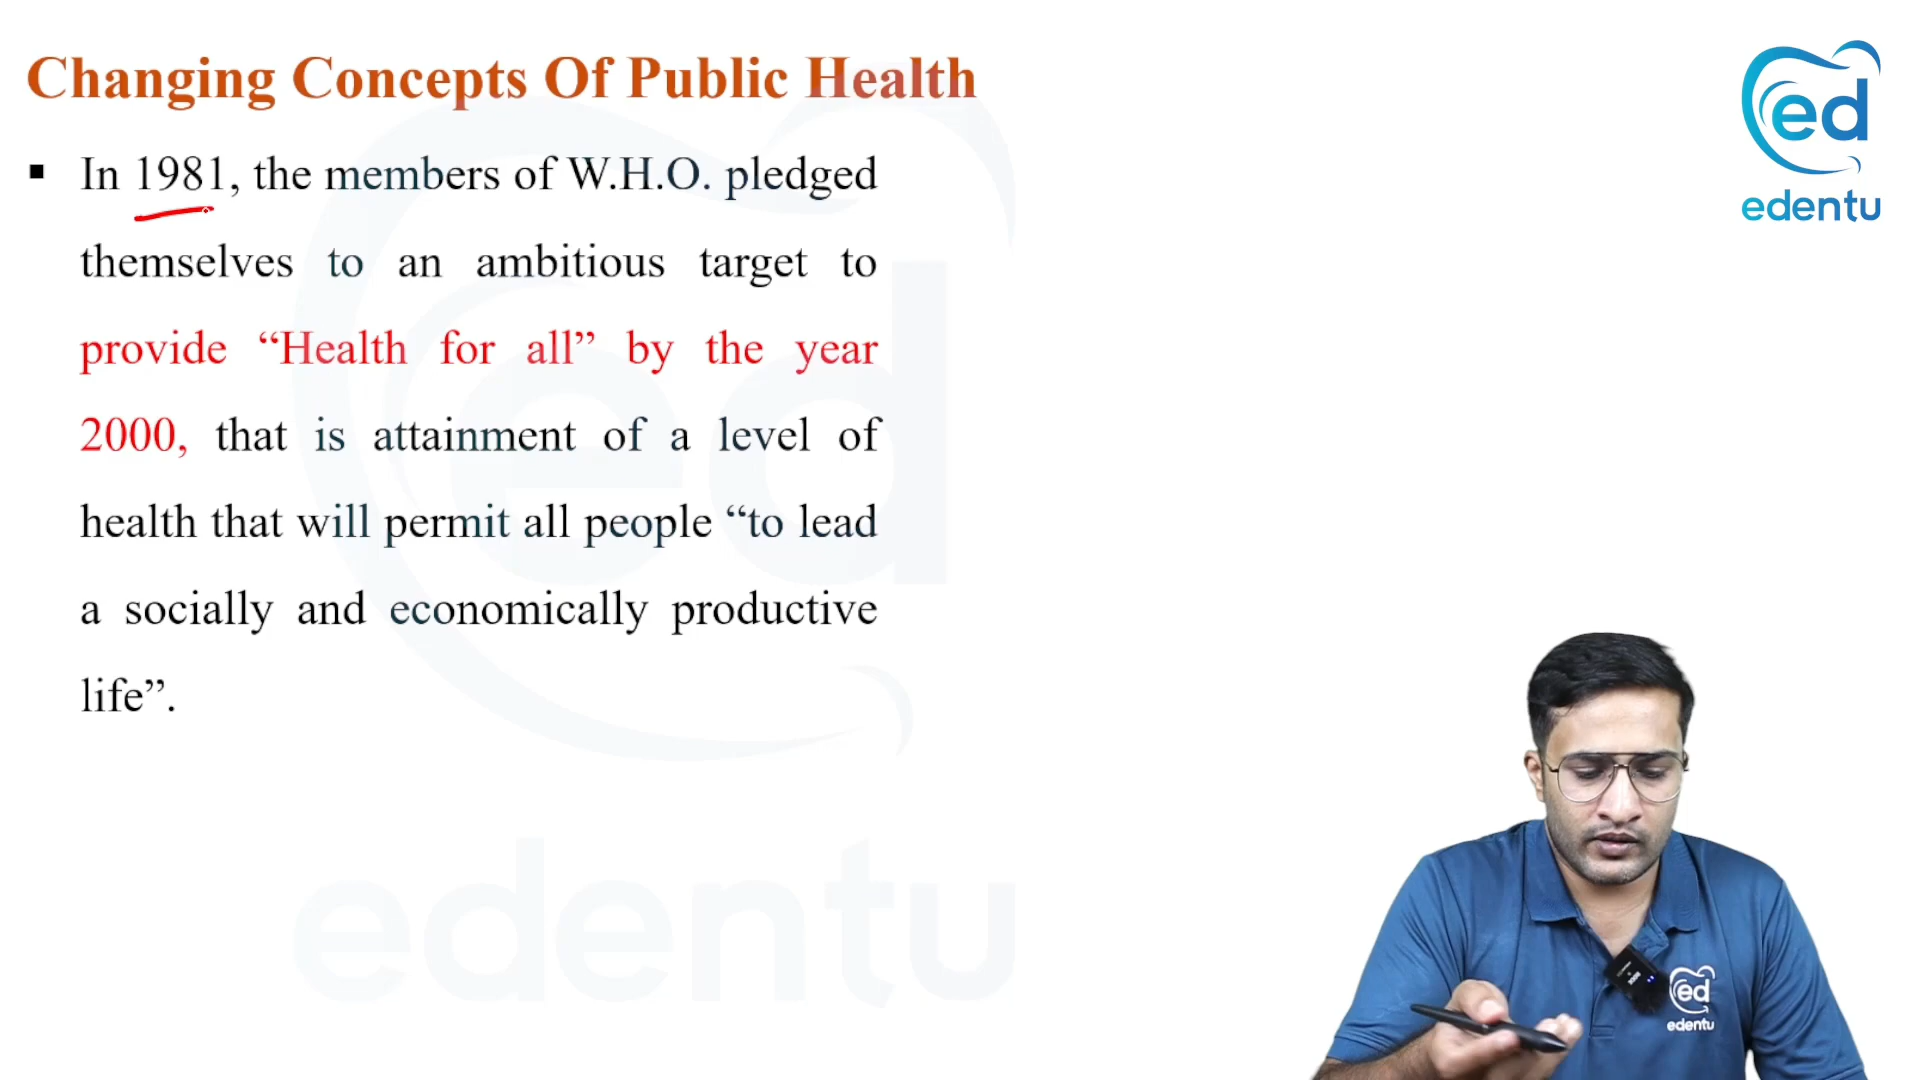 Changing Concepts Of Public Health
▪ In 1981, the members of W.H.O. pledged
themselves to an ambitious target to
provide “Health for all” by the year
2000, that is attainment of a level of
health that will permit all people “to lead
a socially and economically productive
life”.
ed
edentu
ed
edentu
ed
edentu